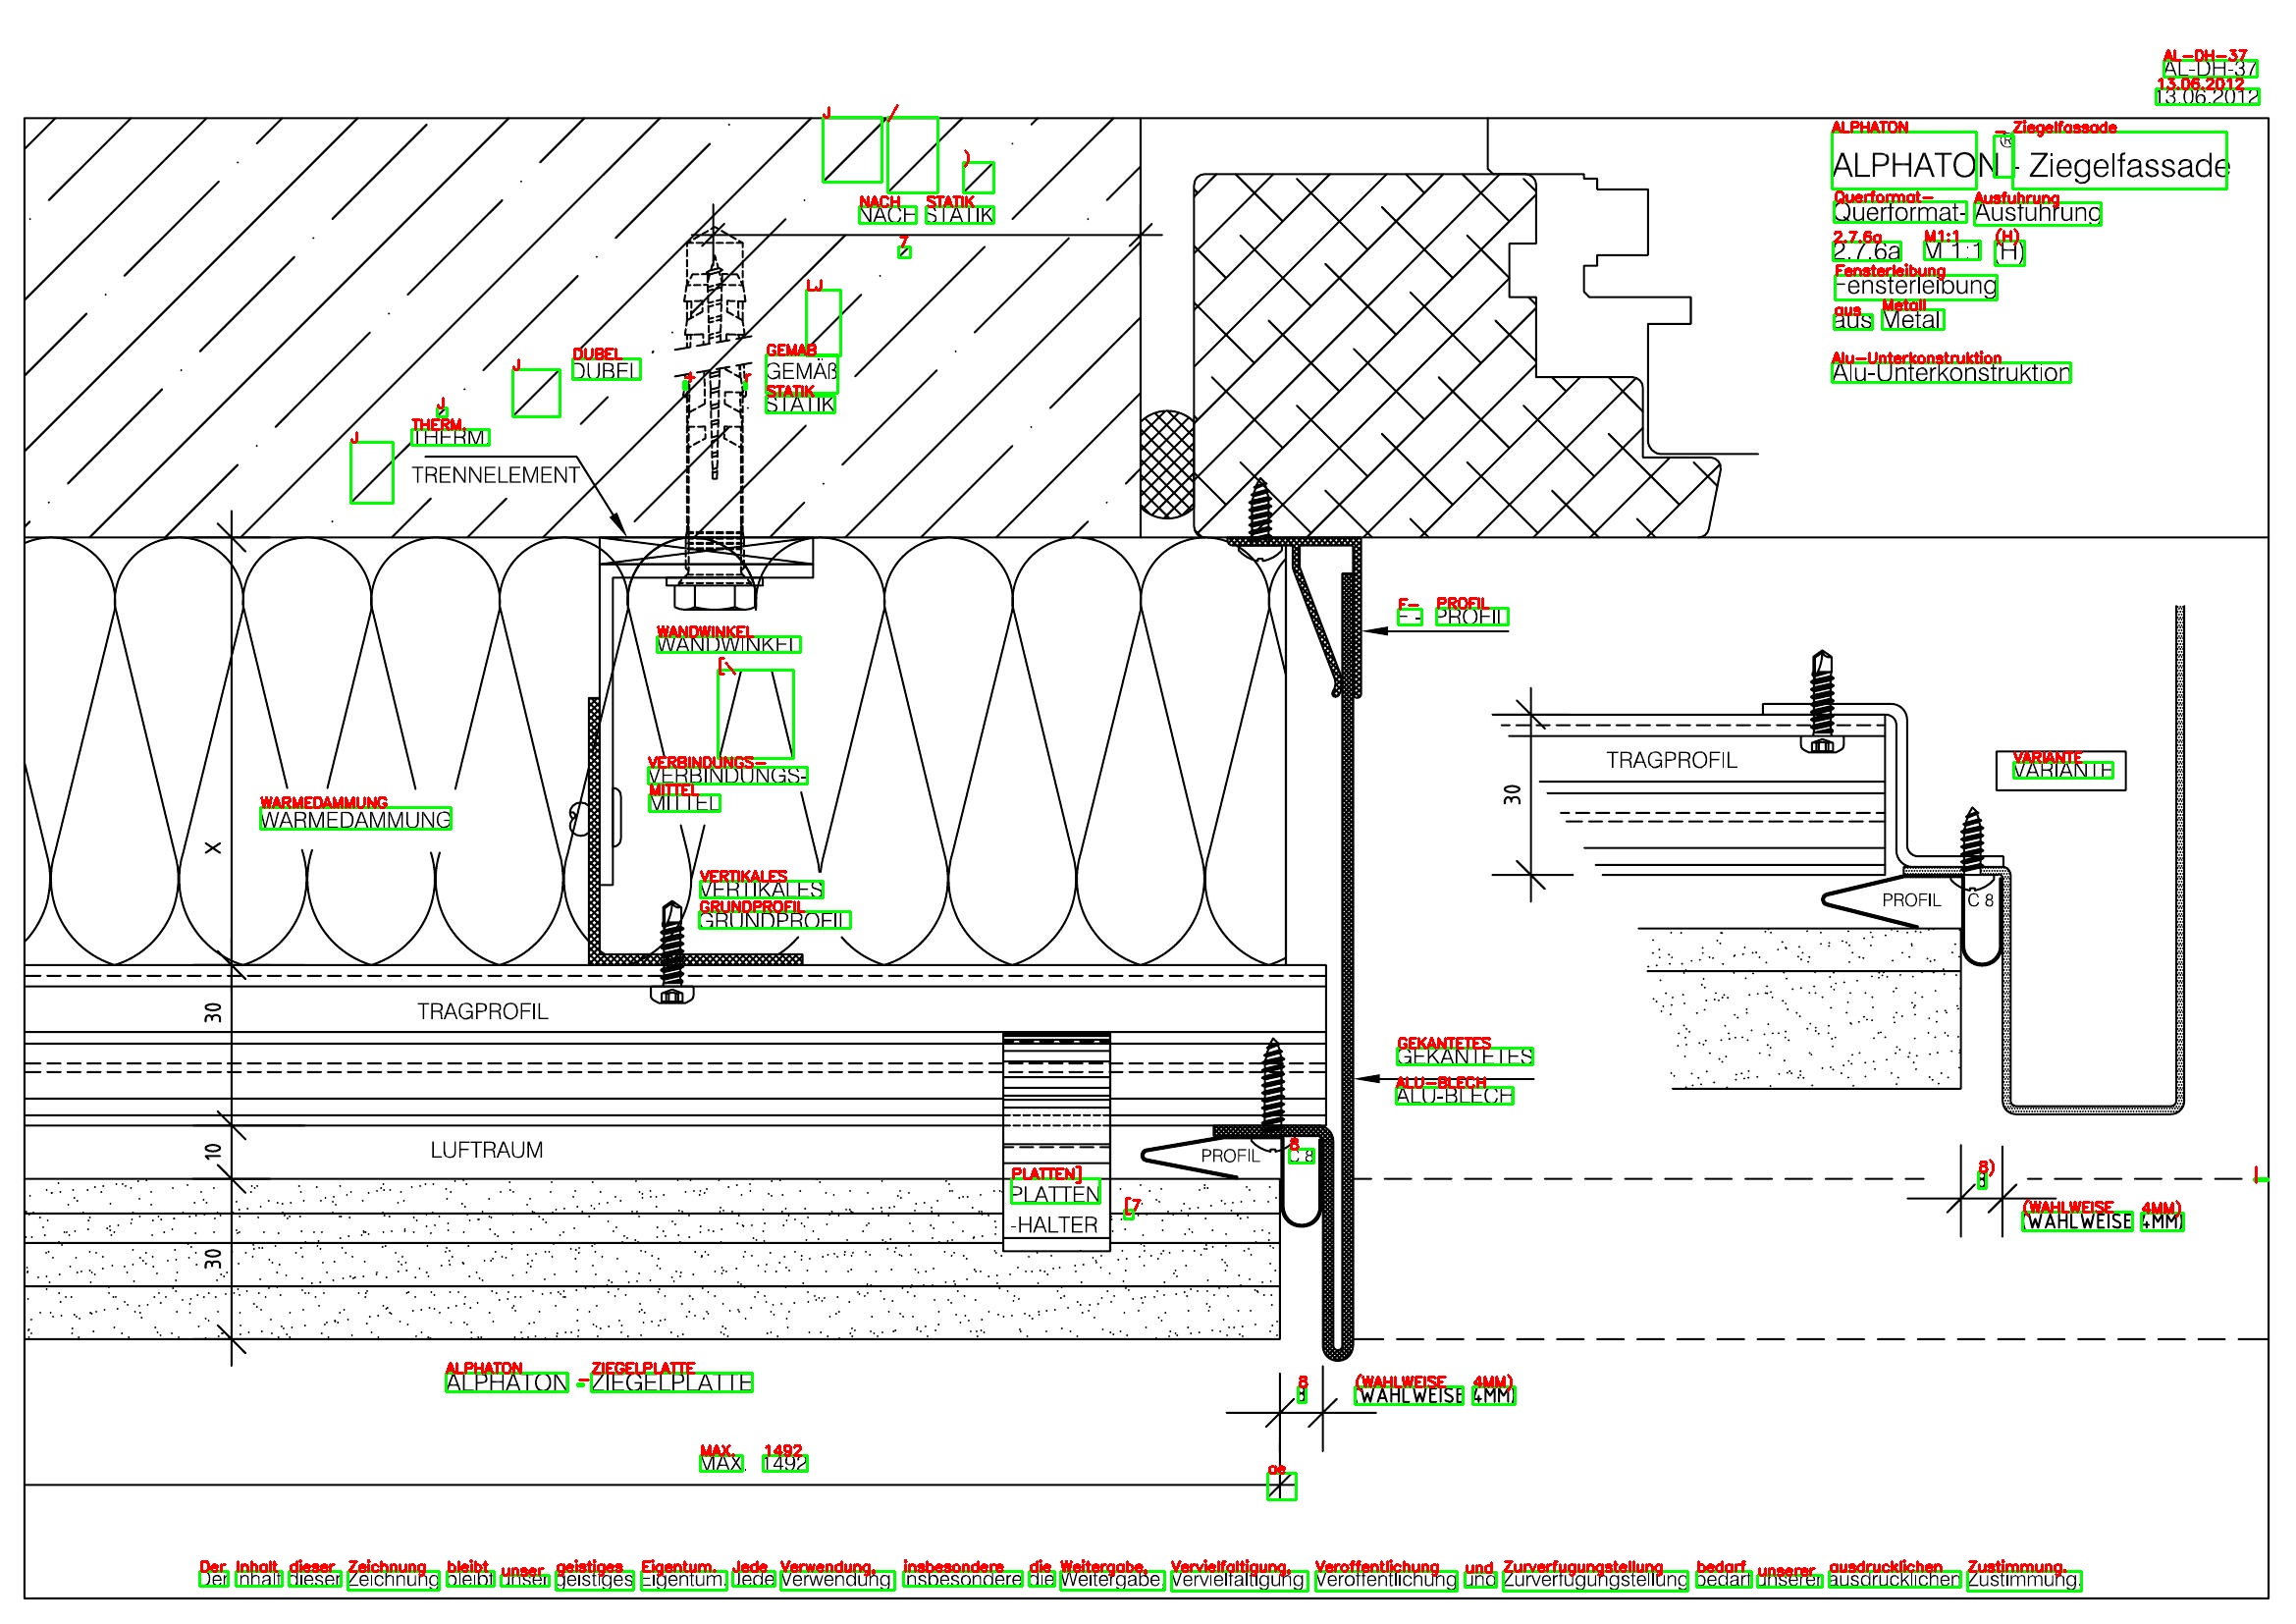 AL-DH-37
13.06.2012
ALPHATON® - Ziegelfassade
Querformat- Ausführung
2.7.6a M 1:1 (H)
Fensterleibung
aus Metall
Alu-Unterkonstruktion
NACH STATIK
DÜBEL
GEMÄß
STATIK
THERM.
TRENNELEMENT
F- PROFIL
WANDWINKEL
VERBINDUNGS-
MITTEL
WÄRMEDÄMMUNG
X
VERTIKALES
GRUNDPROFIL
TRAGPROFIL
30
VARIANTE
PROFIL C 8
30
TRAGPROFIL
GEKANTETES
ALU-BLECH
10
LUFTRAUM
PROFIL C 8
PLATTEN
-HALTER
30
8 (WAHLWEISE 4MM)
ALPHATON - ZIEGELPLATTE
8 (WAHLWEISE 4MM)
MAX. 1492
Der Inhalt dieser Zeichnung bleibt unser geistiges Eigentum. Jede Verwendung, insbesondere die Weitergabe, Vervielfältigung, Veröffentlichung und Zurverfügungstellung bedarf unserer ausdrücklichen Zustimmung.